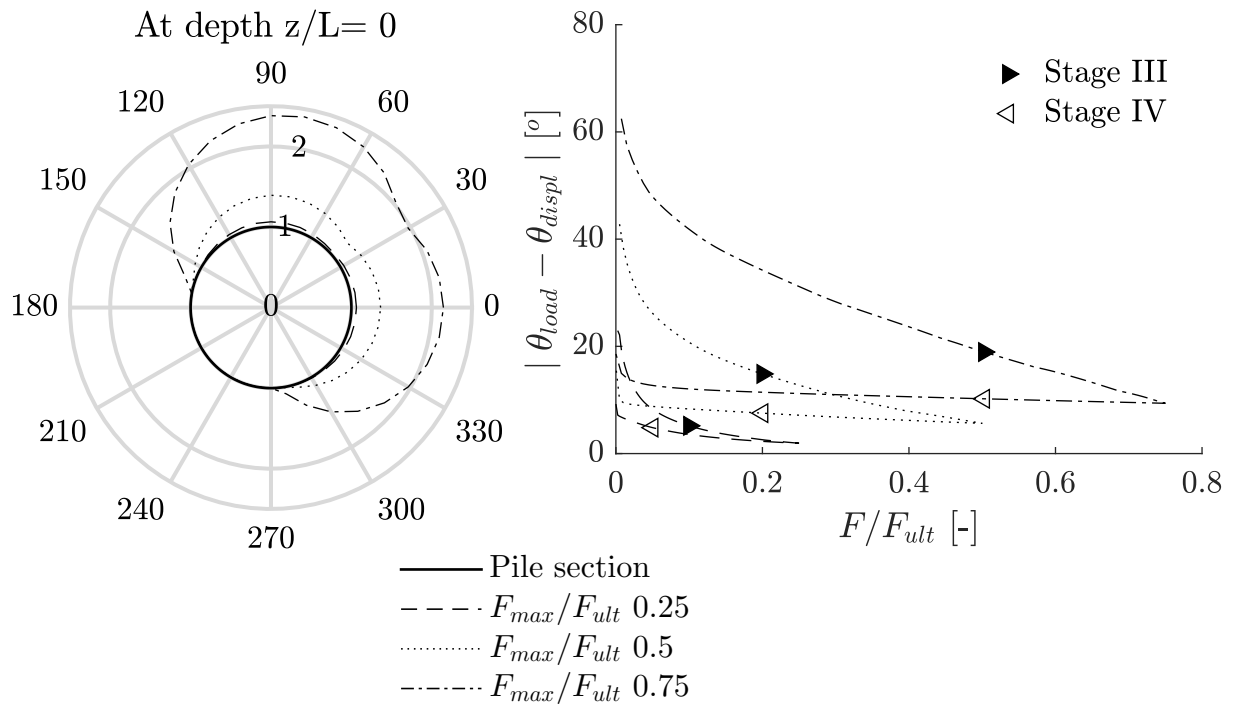 At depth z/L= 0
90
120
60
2
150
30
1
180
0
0
210
330
240
300
270
80
60
40
20
0
| θ_load − θ_displ | [°]
Stage III
Stage IV
0
0.2
0.4
0.6
0.8
F/F_ult [-]
Pile section
F_max/F_ult 0.25
F_max/F_ult 0.5
F_max/F_ult 0.75